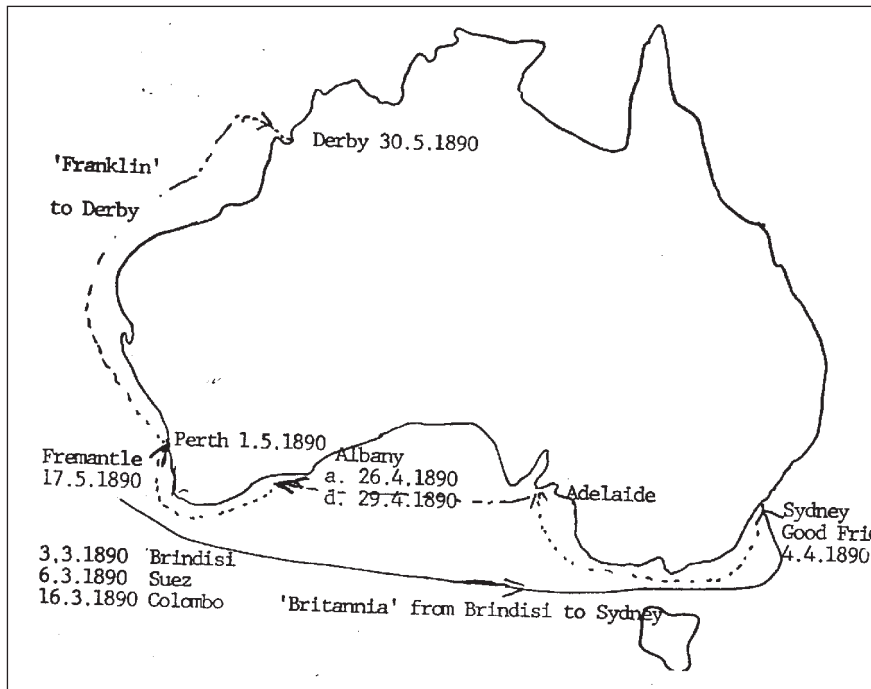 Derby 30.5.1890
'Franklin'
to Derby
Perth 1.5.1890
Fremantle
17.5.1890
Albany
a. 26.4.1890
d. 29.4.1890
Adelaide
Sydney
Good Frie
4.4.1890
3.3.1890 Brindisi
6.3.1890 Suez
16.3.1890 Colombo
'Britannia' from Brindisi to Sydney